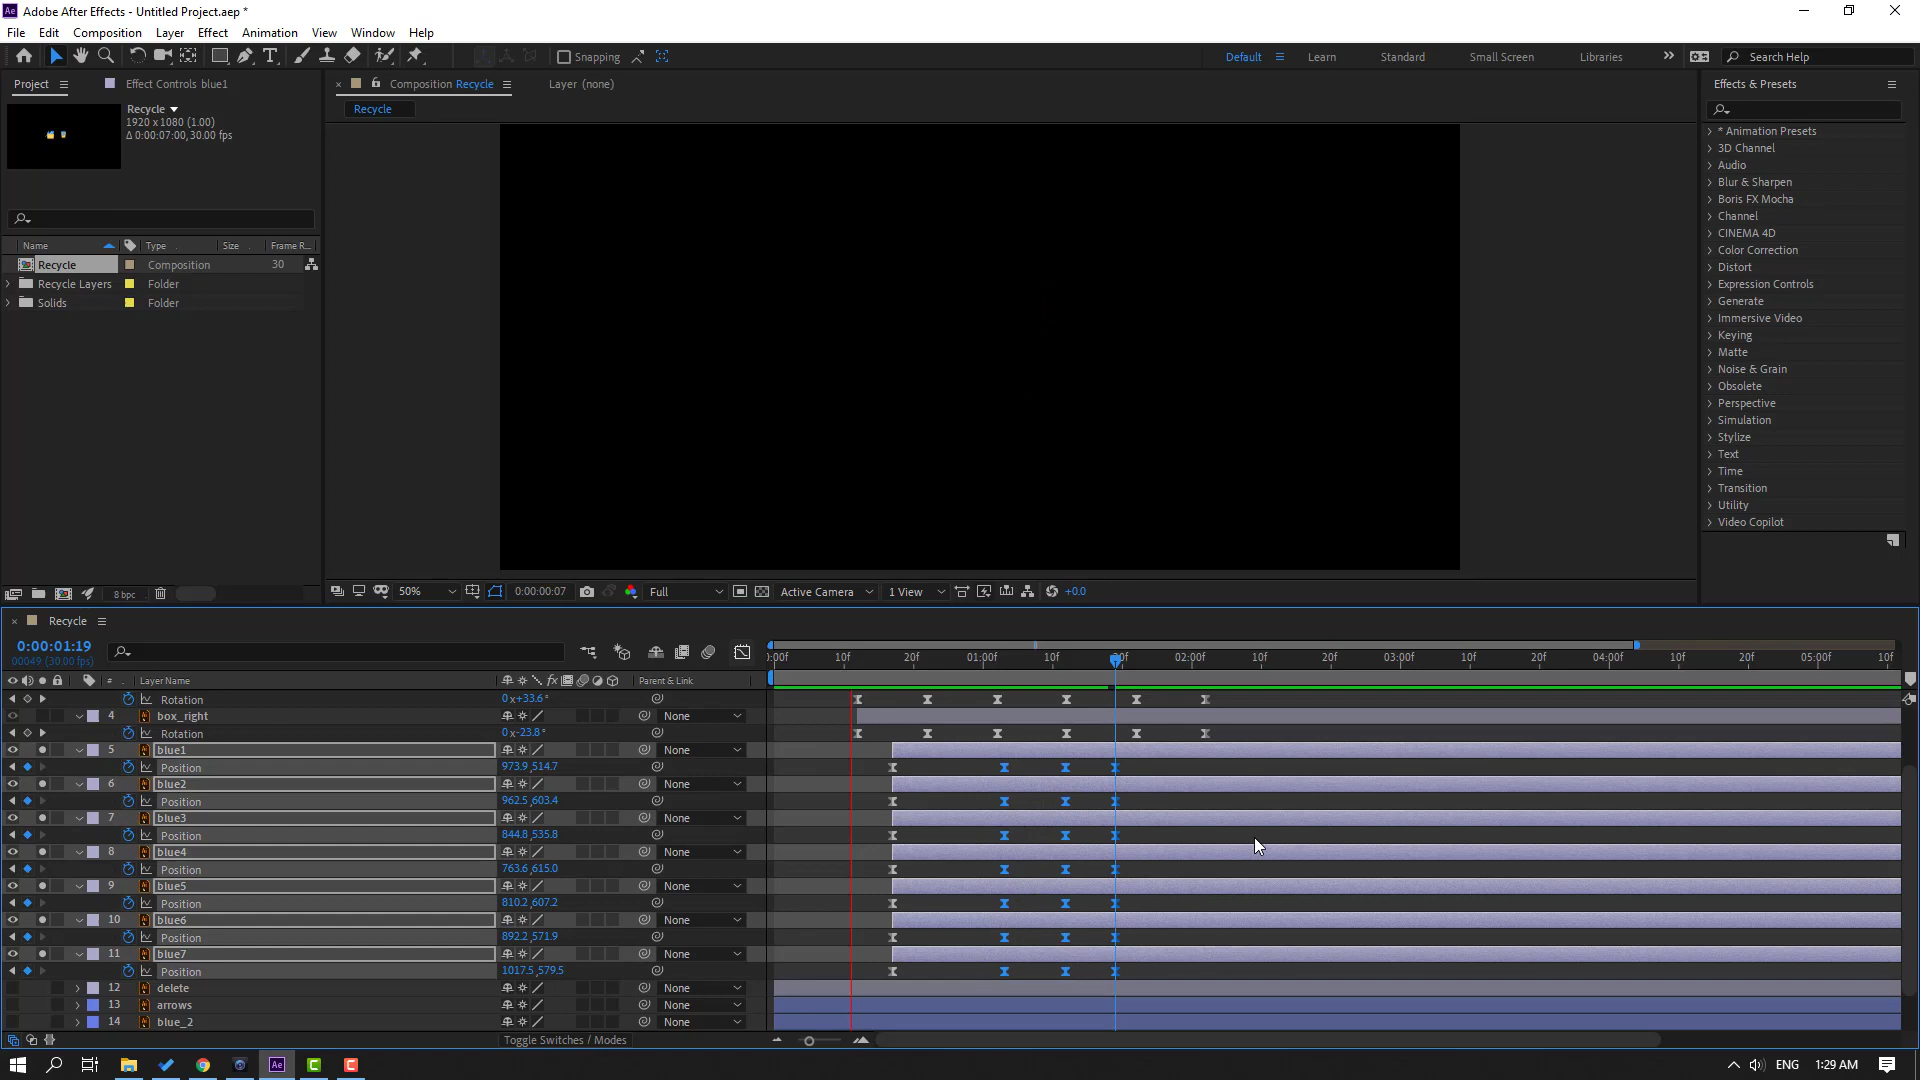 Adobe After Effects - Untitled Project.aep *
File Edit Composition Layer Effect Animation View Window Help
Snapping Default Learn Standard Small Screen Libraries Search Help
Project Effect Controls blue1
Composition Recycle Layer (none)
Effects & Presets
Recycle
1920 x 1080 (1.00)
Δ 0:00:07:00, 30.00 fps
Recycle
* Animation Presets
3D Channel
Audio
Blur & Sharpen
Boris FX Mocha
Channel
CINEMA 4D
Color Correction
Distort
Expression Controls
Generate
Immersive Video
Keying
Matte
Noise & Grain
Obsolete
Perspective
Simulation
Stylize
Text
Time
Transition
Utility
Video Copilot
Name Type Size Frame R...
Recycle Composition 30
Recycle Layers Folder
Solids Folder
8 bpc
50% 0:00:00:07 Full Active Camera 1 View +0.0
Recycle
0:00:01:19
00049 (30.00 fps)
:00f 10f 20f 01:00f 10f 20f 02:00f 10f 20f 03:00f 10f 20f 04:00f 10f 20f 05:00f 10f
# Layer Name Parent & Link
Rotation 0x+33.6°
4 box_right None
Rotation 0x-23.8°
5 blue1 None
Position 973.9,514.7
6 blue2 None
Position 962.5,603.4
7 blue3 None
Position 844.8,535.8
8 blue4 None
Position 763.6,615.0
9 blue5 None
Position 810.2,607.2
10 blue6 None
Position 892.2,571.9
11 blue7 None
Position 1017.5,579.5
12 delete None
13 arrows None
14 blue_2 None
Toggle Switches / Modes
ENG 1:29 AM